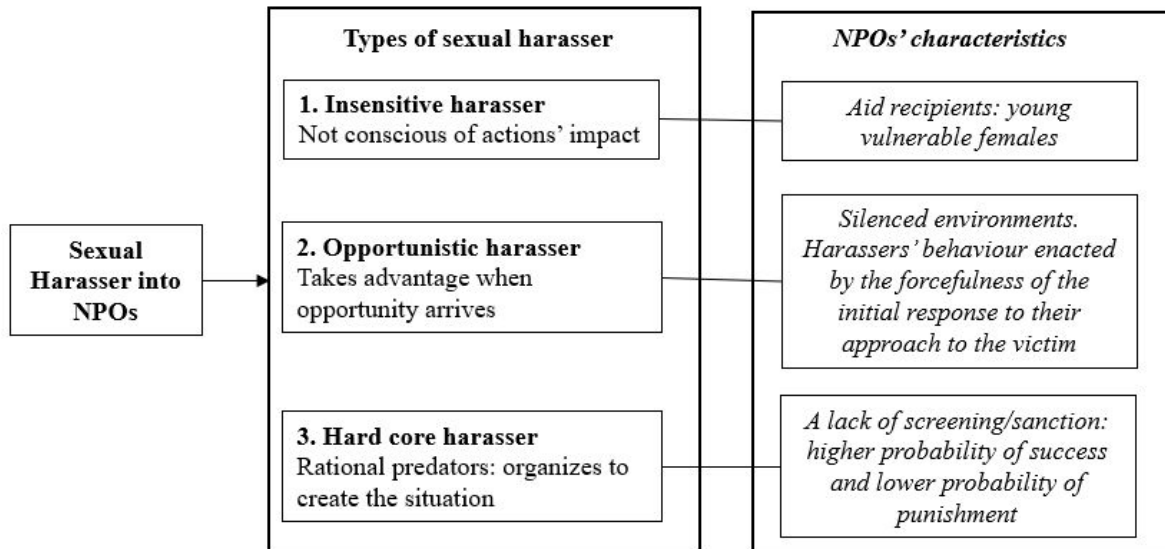 Types of sexual harasser
NPOs’ characteristics
1. Insensitive harasser
Not conscious of actions’ impact
Aid recipients: young
vulnerable females
Sexual
Harasser into
NPOs
2. Opportunistic harasser
Takes advantage when
opportunity arrives
Silenced environments.
Harassers’ behaviour enacted
by the forcefulness of the
initial response to their
approach to the victim
3. Hard core harasser
Rational predators: organizes to
create the situation
A lack of screening/sanction:
higher probability of success
and lower probability of
punishment